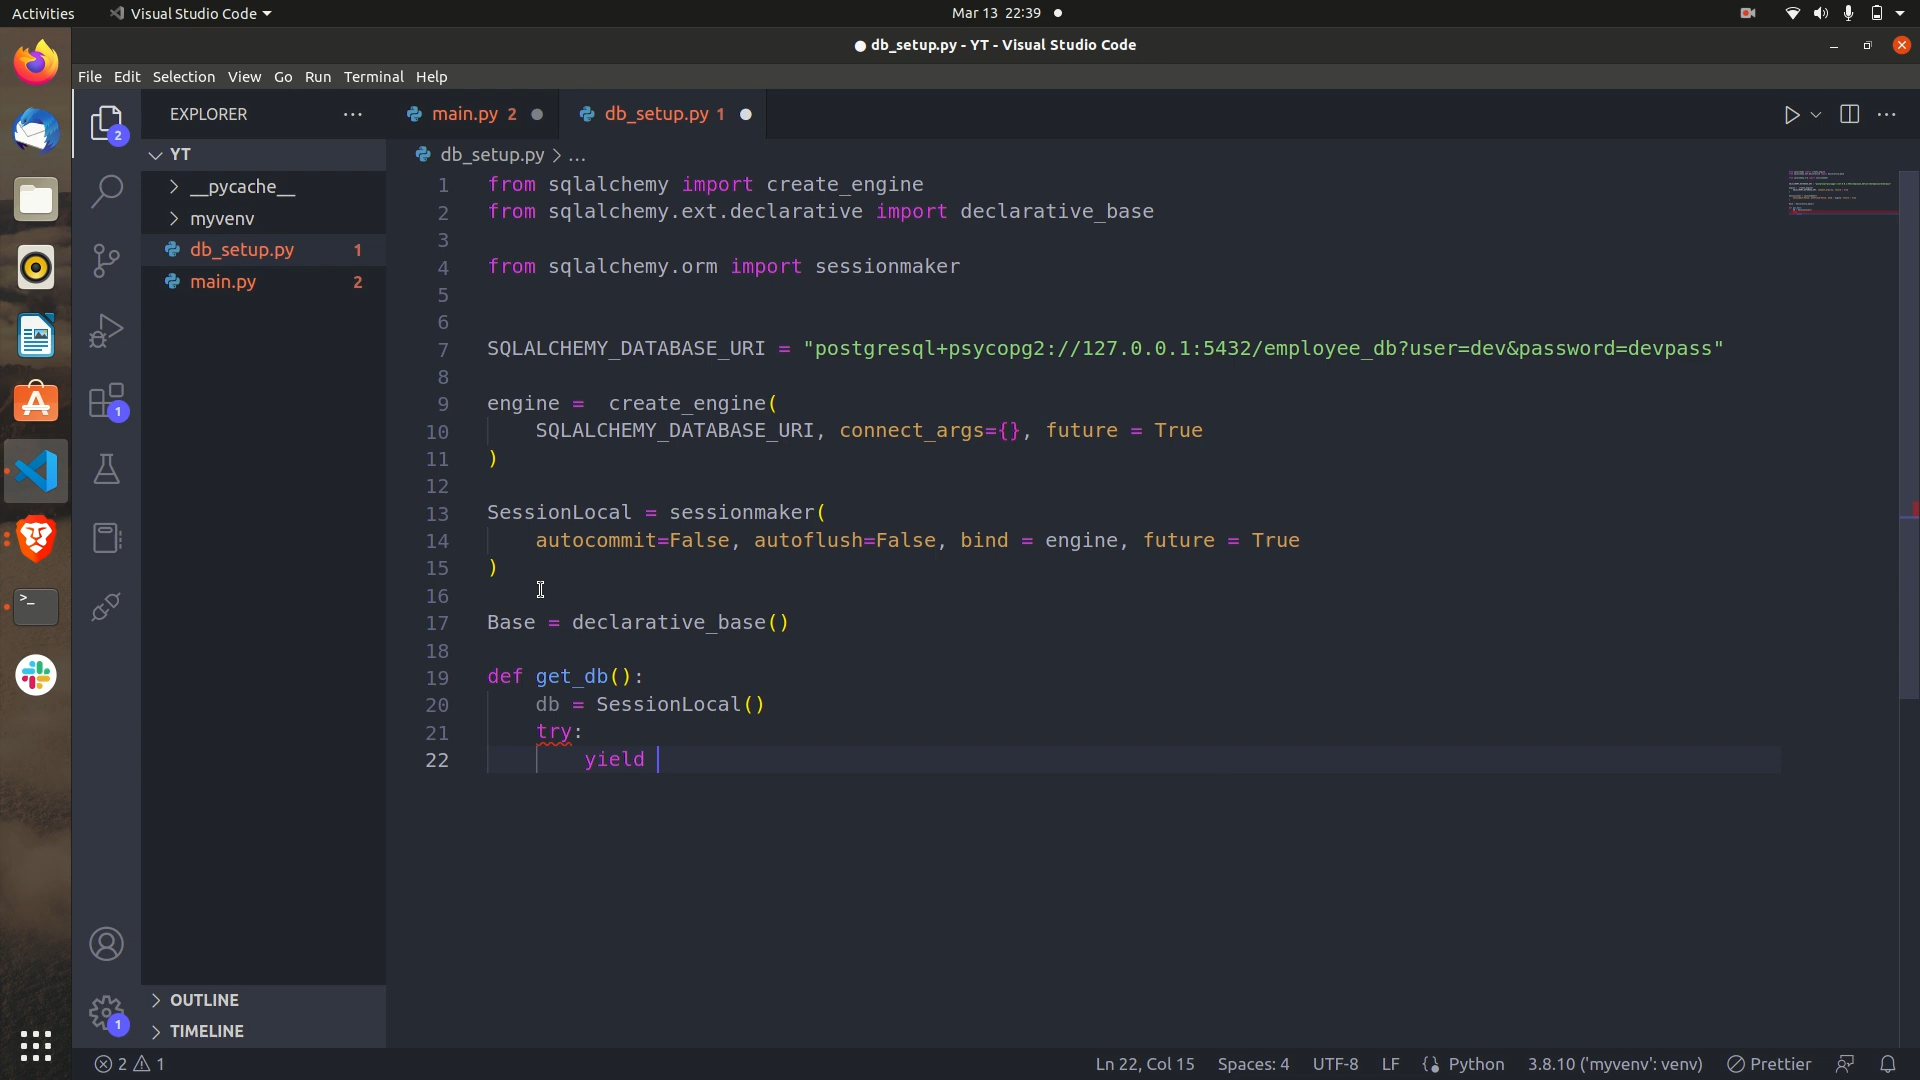 Activities
Visual Studio Code
Mar 13 22:39
db_setup.py - YT - Visual Studio Code
File Edit Selection View Go Run Terminal Help
2
EXPLORER
main.py 2
db_setup.py 1
YT
db_setup.py > ...
__pycache__
myvenv
db_setup.py 1
main.py 2
1
1 from sqlalchemy import create_engine
2 from sqlalchemy.ext.declarative import declarative_base
3
4 from sqlalchemy.orm import sessionmaker
5
6
7 SQLALCHEMY_DATABASE_URI = "postgresql+psycopg2://127.0.0.1:5432/employee_db?user=dev&password=devpass"
8
9 engine =  create_engine(
10     SQLALCHEMY_DATABASE_URI, connect_args={}, future = True
11 )
12
13 SessionLocal = sessionmaker(
14     autocommit=False, autoflush=False, bind = engine, future = True
15 )
16
17 Base = declarative_base()
18
19 def get_db():
20     db = SessionLocal()
21     try:
22         yield
OUTLINE
1
TIMELINE
2 1
Ln 22, Col 15 Spaces: 4 UTF-8 LF Python 3.8.10 ('myvenv': venv) Prettier